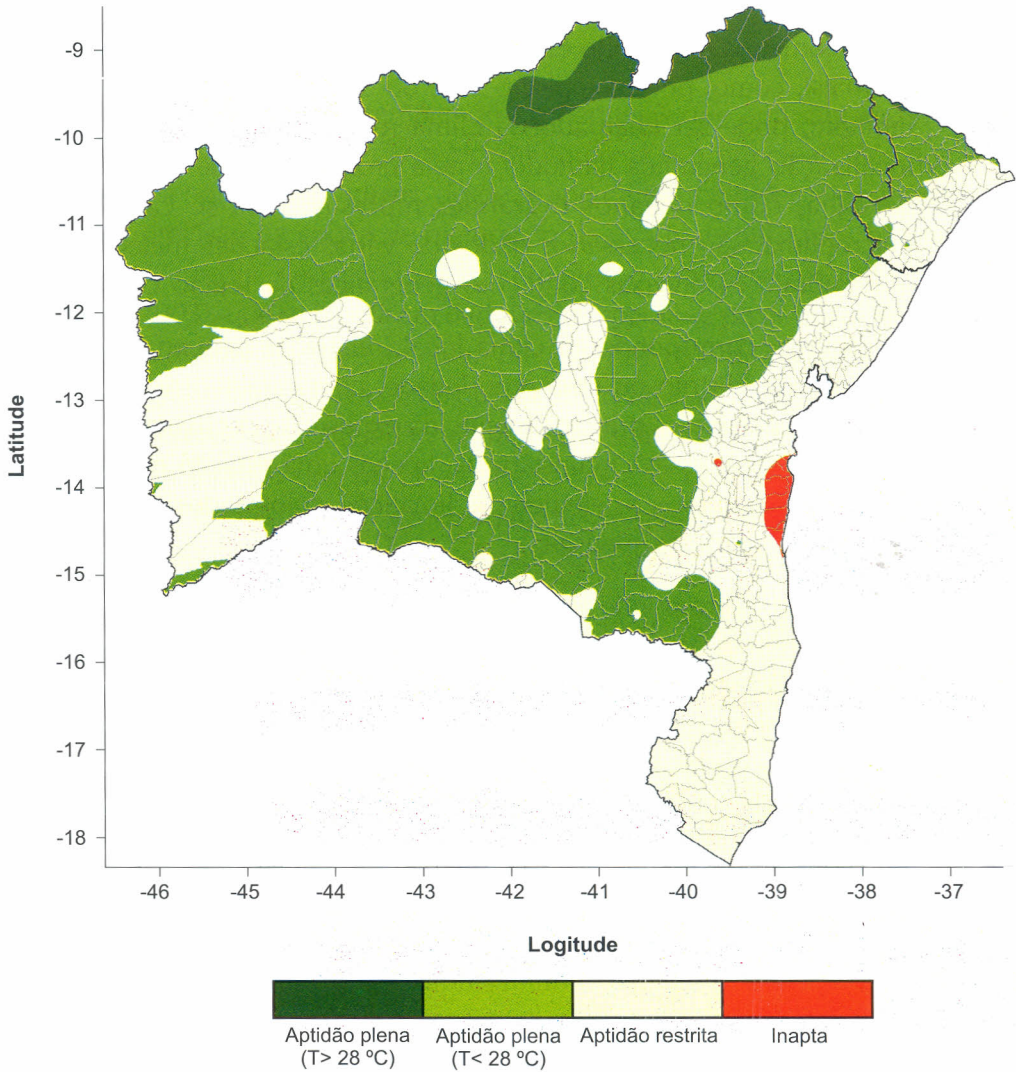 -9
-10
-11
-12
-13
-14
-15
-16
-17
-18
Latitude
-46 -45 -44 -43 -42 -41 -40 -39 -38 -37
Logitude
Aptidão plena Aptidão plena Aptidão restrita Inapta
(T> 28 ºC) (T< 28 ºC)